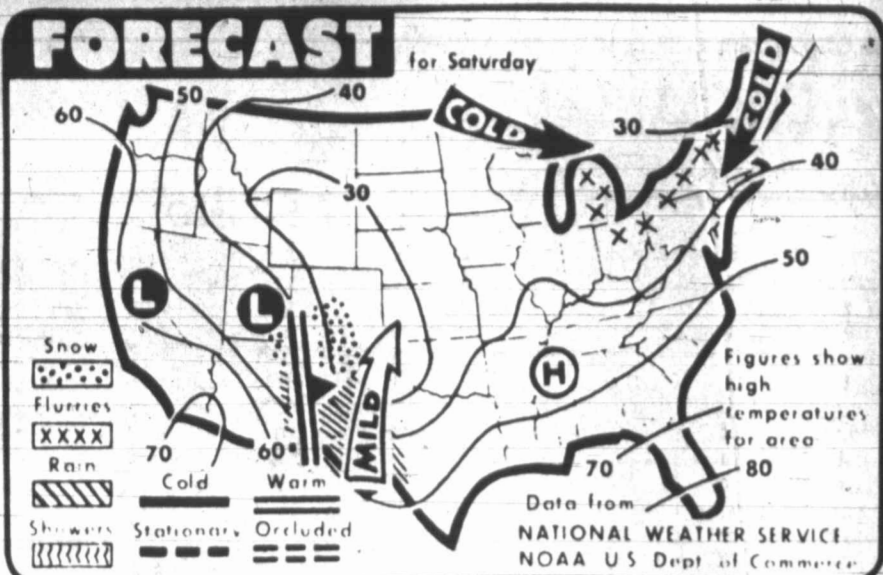 FORECAST
for Saturday
60
50
40
COLD
30
COLD
40
30
50
L
L
H
MILD
70
60
70
80
Snow
Flurries
XXXX
Rain
Showers
Cold
Warm
Stationary
Occluded
Figures show
high
temperatures
for area
Data from
NATIONAL WEATHER SERVICE
NOAA US Dept of Commerce